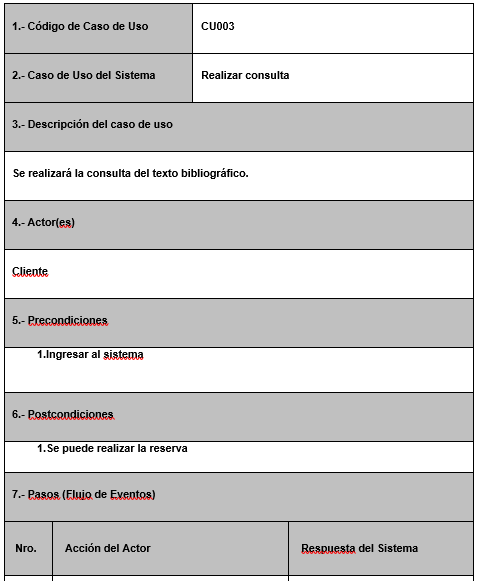 1.- Código de Caso de Uso CU003
2.- Caso de Uso del Sistema Realizar consulta
3.- Descripción del caso de uso
Se realizará la consulta del texto bibliográfico.
4.- Actor(es)
Cliente
5.- Precondiciones
1.Ingresar al sistema
6.- Postcondiciones
1.Se puede realizar la reserva
7.- Pasos (Flujo de Eventos)
Nro. Acción del Actor Respuesta del Sistema